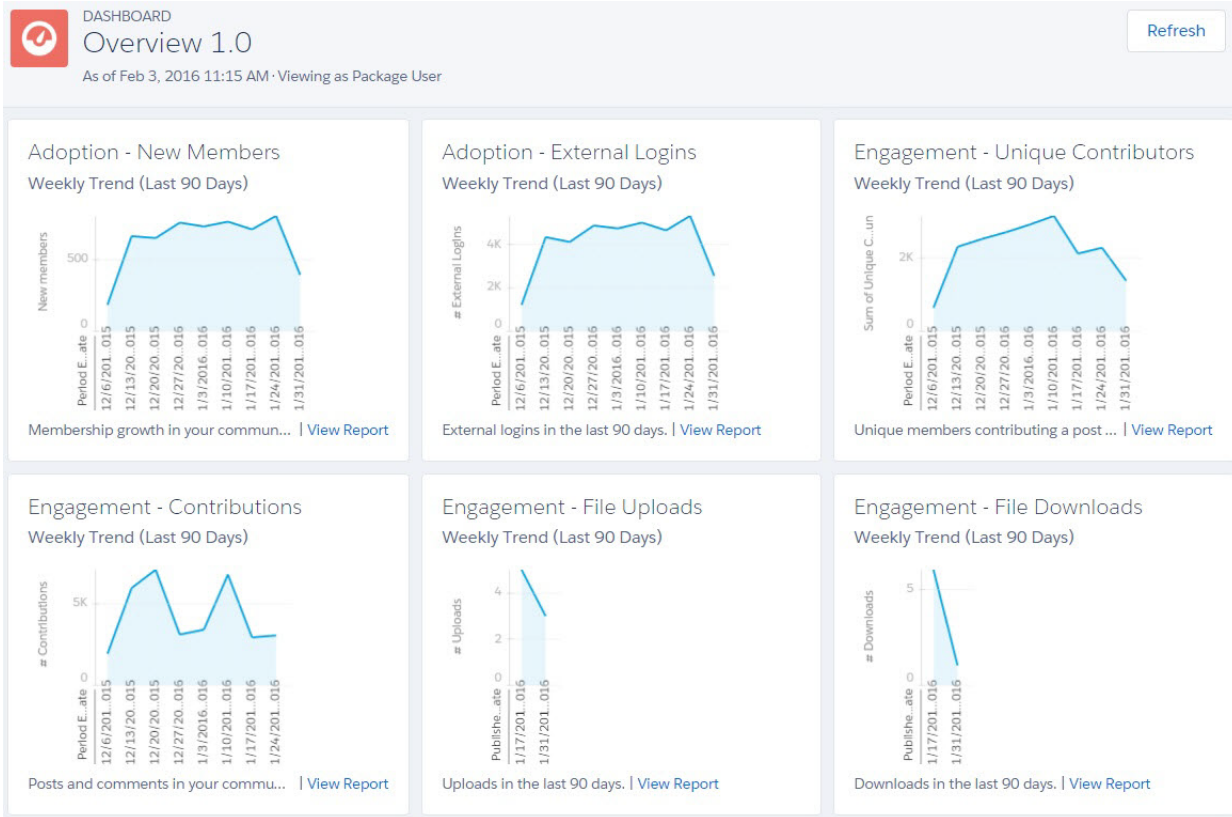 DASHBOARD
Overview 1.0
As of Feb 3, 2016 11:15 AM · Viewing as Package User
Refresh
Adoption - New Members
Weekly Trend (Last 90 Days)
New members
500
0
Period E...ate
12/6/201...015
12/13/20...015
12/20/20...015
12/27/20...016
1/3/2016...016
1/10/201...016
1/17/201...016
1/24/201...016
1/31/201...016
Membership growth in your commun... | View Report
Adoption - External Logins
Weekly Trend (Last 90 Days)
# External Logins
4K
2K
0
Period E...ate
12/6/201...015
12/13/20...015
12/20/20...015
12/27/20...016
1/3/2016...016
1/10/201...016
1/17/201...016
1/24/201...016
1/31/201...016
External logins in the last 90 days. | View Report
Engagement - Unique Contributors
Weekly Trend (Last 90 Days)
Sum of Unique C...un
2K
0
Period E...ate
12/6/201...015
12/13/20...015
12/20/20...015
12/27/20...016
1/3/2016...016
1/10/201...016
1/17/201...016
1/24/201...016
1/31/201...016
Unique members contributing a post ... | View Report
Engagement - Contributions
Weekly Trend (Last 90 Days)
# Contributions
5K
0
Period E...ate
12/6/201...015
12/13/20...015
12/20/20...015
12/27/20...016
1/3/2016...016
1/10/201...016
1/17/201...016
1/24/201...016
Posts and comments in your commu... | View Report
Engagement - File Uploads
Weekly Trend (Last 90 Days)
# Uploads
4
2
0
Publishe...ate
1/17/201...016
1/31/201...016
Uploads in the last 90 days. | View Report
Engagement - File Downloads
Weekly Trend (Last 90 Days)
# Downloads
5
0
Publishe...ate
1/17/201...016
1/31/201...016
Downloads in the last 90 days. | View Report